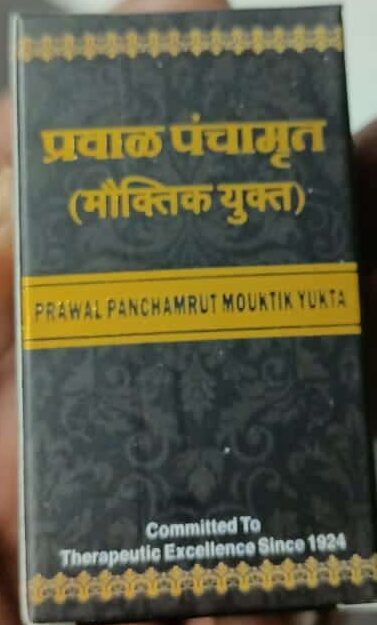 प्रवाळ पंचामृत
(मौक्तिक युक्त)
PRAWAL PANCHAMRUT MOUKTIK YUKTA
Committed To
Therapeutic Excellence Since 1924